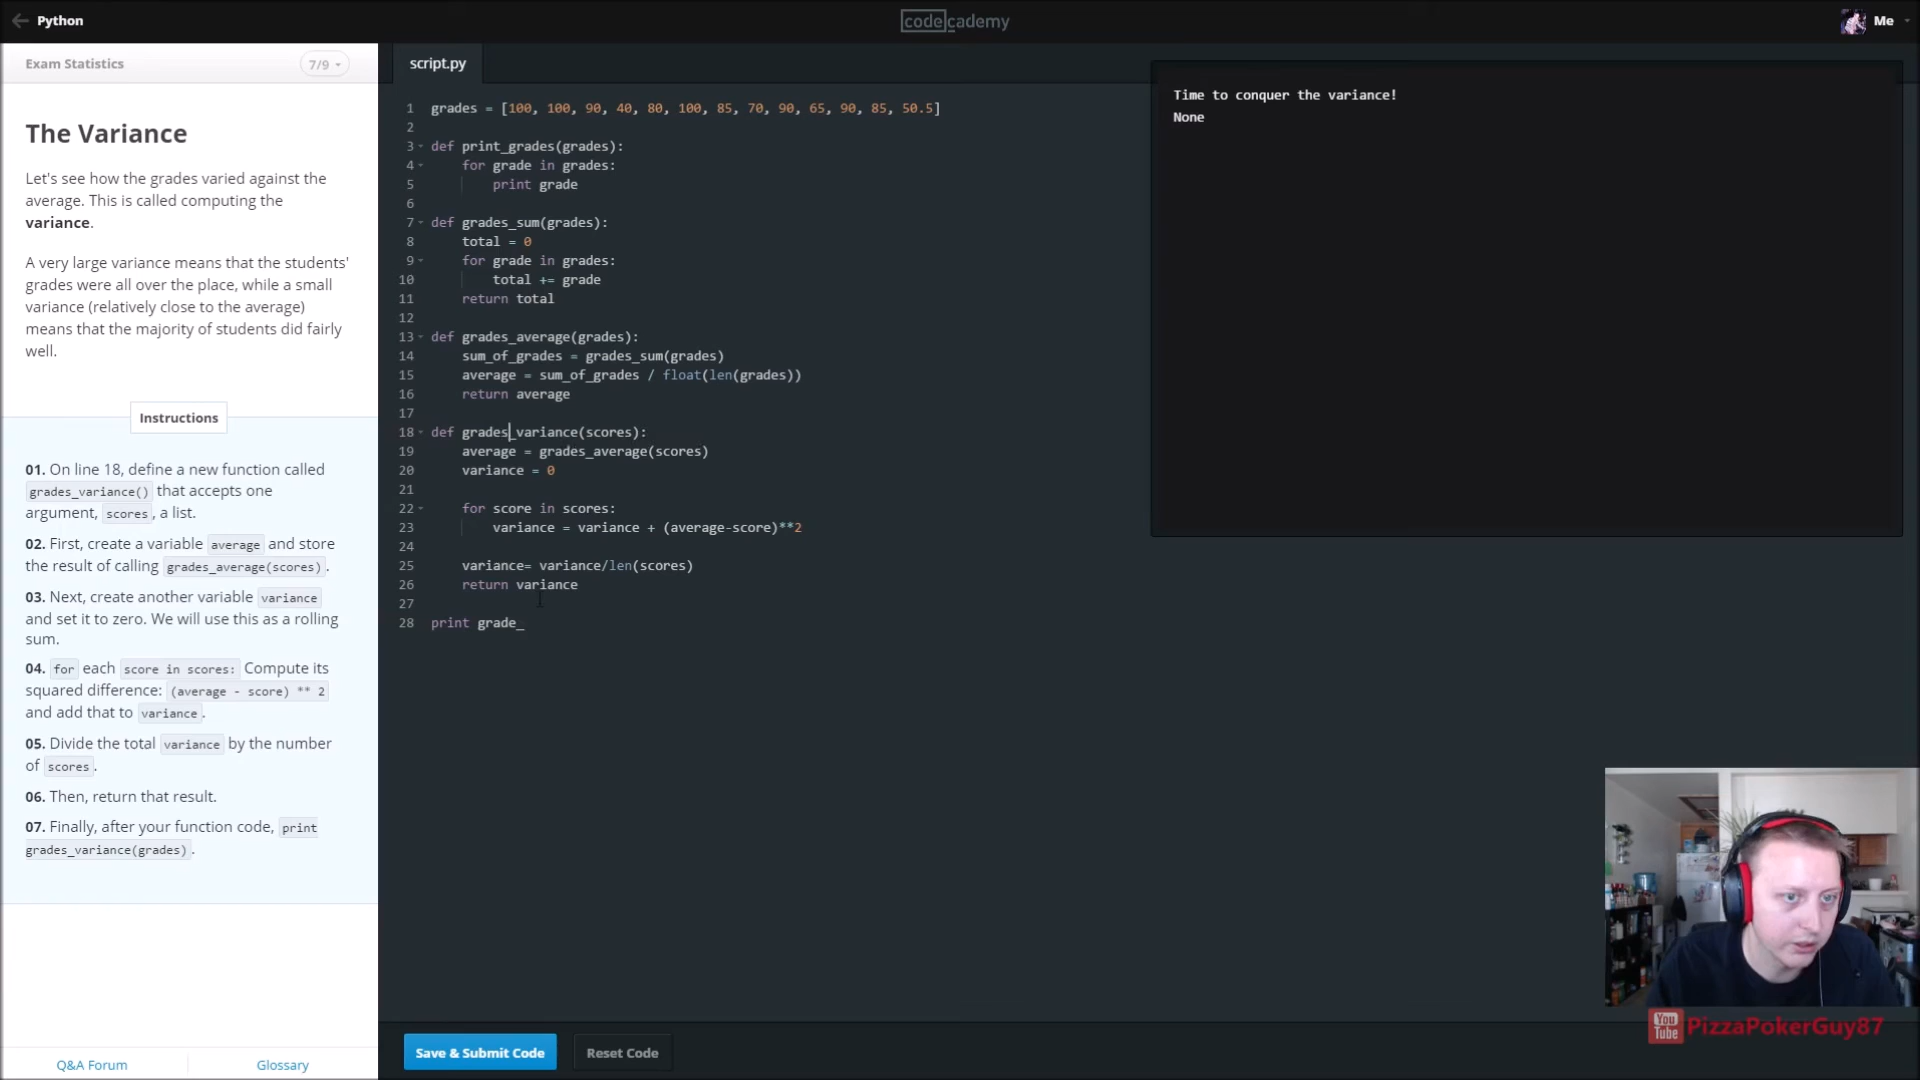 Python
codecademy
Me
Exam Statistics
7/9
script.py
The Variance
Let's see how the grades varied against the
average. This is called computing the
variance.
A very large variance means that the students'
grades were all over the place, while a small
variance (relatively close to the average)
means that the majority of students did fairly
well.
Instructions
01. On line 18, define a new function called
grades_variance() that accepts one
argument, scores, a list.
02. First, create a variable average and store
the result of calling grades_average(scores).
03. Next, create another variable variance
and set it to zero. We will use this as a rolling
sum.
04. for each score in scores: Compute its
squared difference: (average - score) ** 2
and add that to variance.
05. Divide the total variance by the number
of scores.
06. Then, return that result.
07. Finally, after your function code, print
grades_variance(grades).
Q&A Forum
Glossary
1 grades = [100, 100, 90, 40, 80, 100, 85, 70, 90, 65, 90, 85, 50.5]
2
3 def print_grades(grades):
4 for grade in grades:
5 print grade
6
7 def grades_sum(grades):
8 total = 0
9 for grade in grades:
10 total += grade
11 return total
12
13 def grades_average(grades):
14 sum_of_grades = grades_sum(grades)
15 average = sum_of_grades / float(len(grades))
16 return average
17
18 def grades_variance(scores):
19 average = grades_average(scores)
20 variance = 0
21
22 for score in scores:
23 variance = variance + (average-score)**2
24
25 variance= variance/len(scores)
26 return variance
27
28 print grade_
Time to conquer the variance!
None
Save & Submit Code
Reset Code
You
Tube
PizzaPokerGuy87